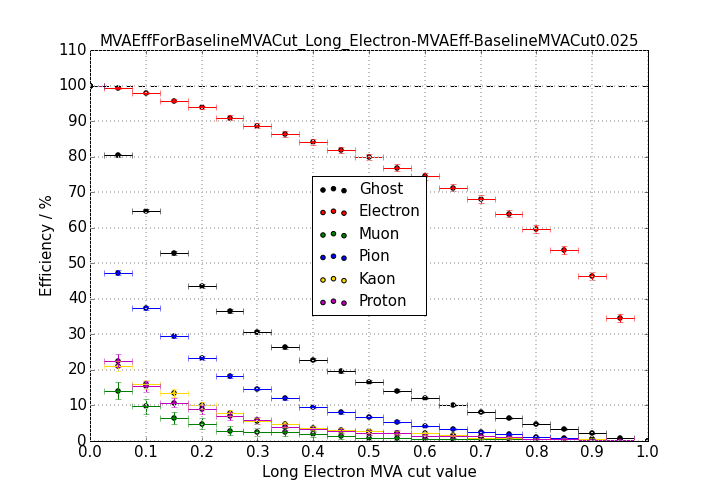 MVAEffForBaselineMVACut_Long_Electron-MVAEff-BaselineMVACut0.025
110
100
90
80
70
60
50
40
30
20
10
0
Efficiency / %
Ghost
Electron
Muon
Pion
Kaon
Proton
0.0 0.1 0.2 0.3 0.4 0.5 0.6 0.7 0.8 0.9 1.0
Long Electron MVA cut value